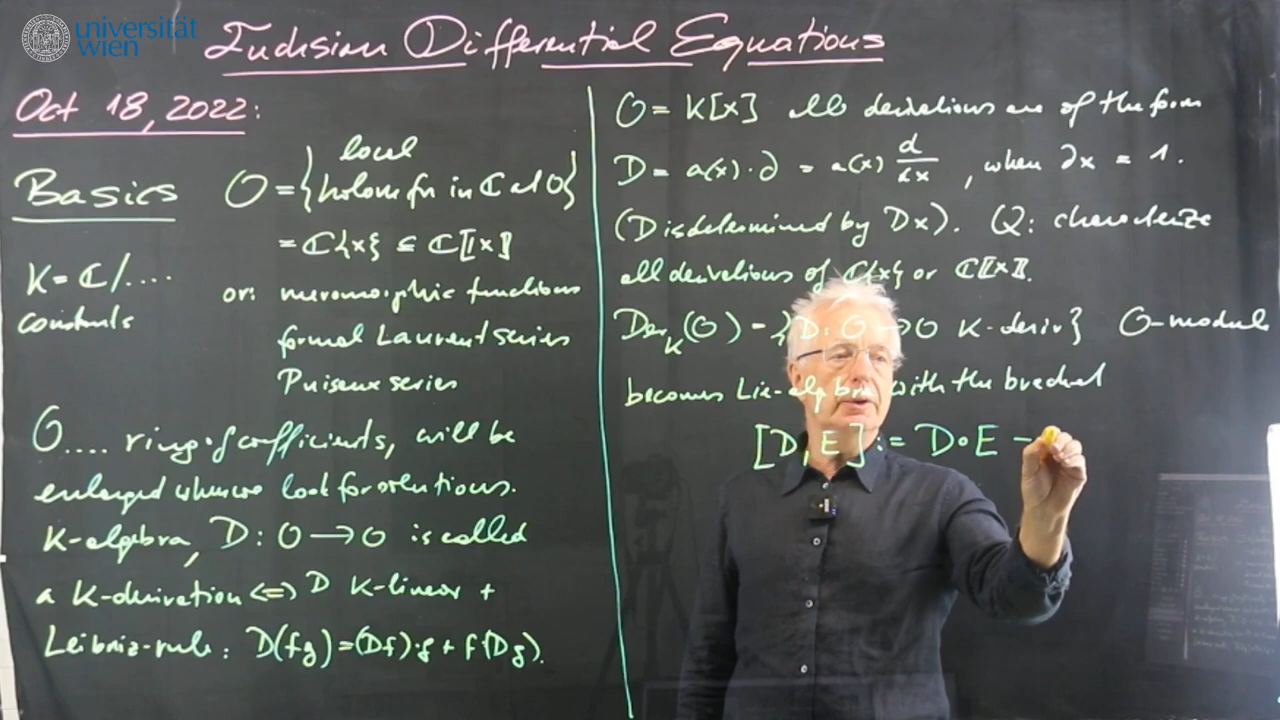 universität
wien
Fuchsian Differential Equations
Oct 18, 2022:
Basics
O = { local
holom fn in ℂ at 0}
= ℂ{x} ⊆ ℂ[[x]]
K = ℂ/....
constants
or: meromorphic functions
formal Laurent series
Puiseux series
O.... ring of coefficients, will be
enlarged when we look for solutions.
K-algebra, D: O → O is called
a K-derivation <=> D K-linear +
Leibniz-rule: D(fg) = (Df)·g + f(Dg).
O = K[x] all derivations are of the form
D = a(x)·∂ = a(x) d/dx, when ∂x = 1.
(D is determined by Dx). Q: characterize
all derivations of ℂ{x} or ℂ[[x]].
Der_K(O) = {D: O → O K-deriv} O-module
becomes Lie-algebra with the bracket
[D, E] := D∘E -